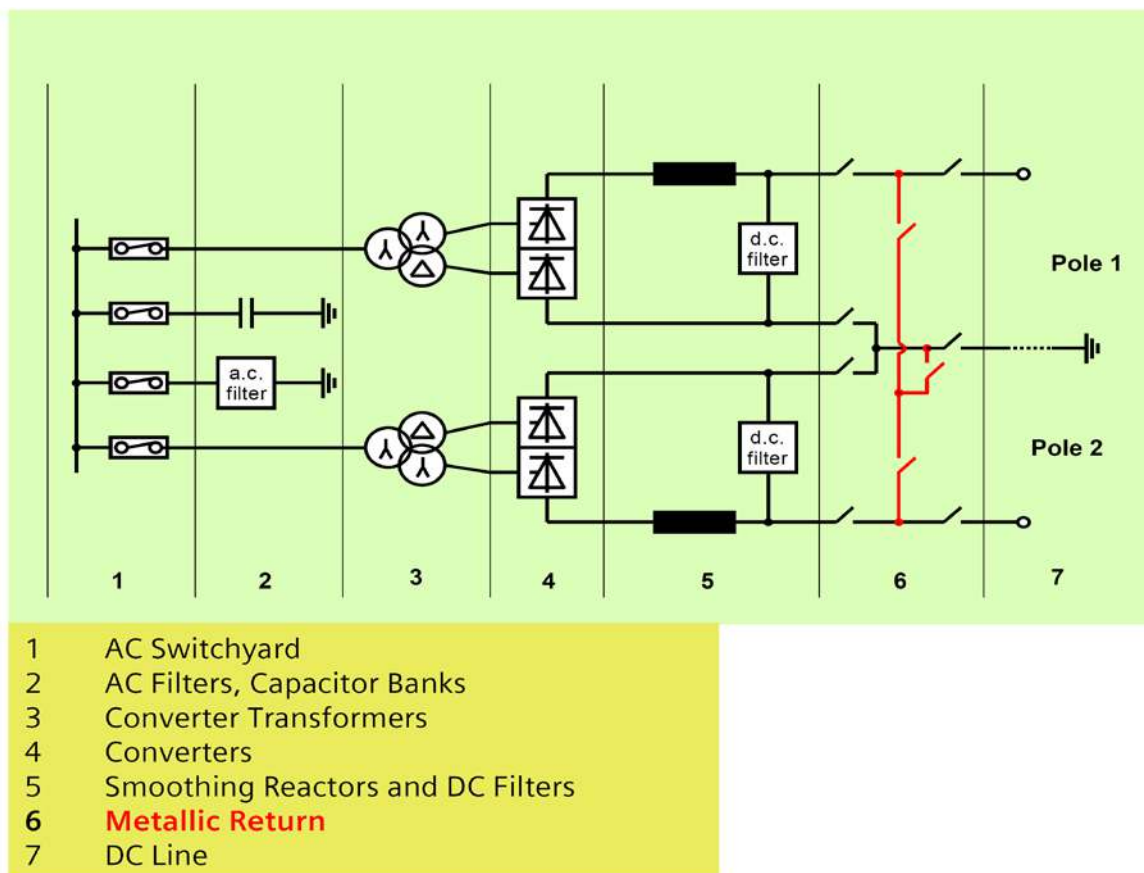 a.c.
filter
d.c.
filter
Pole 1
d.c.
filter
Pole 2
1 2 3 4 5 6 7
1 AC Switchyard
2 AC Filters, Capacitor Banks
3 Converter Transformers
4 Converters
5 Smoothing Reactors and DC Filters
6 Metallic Return
7 DC Line